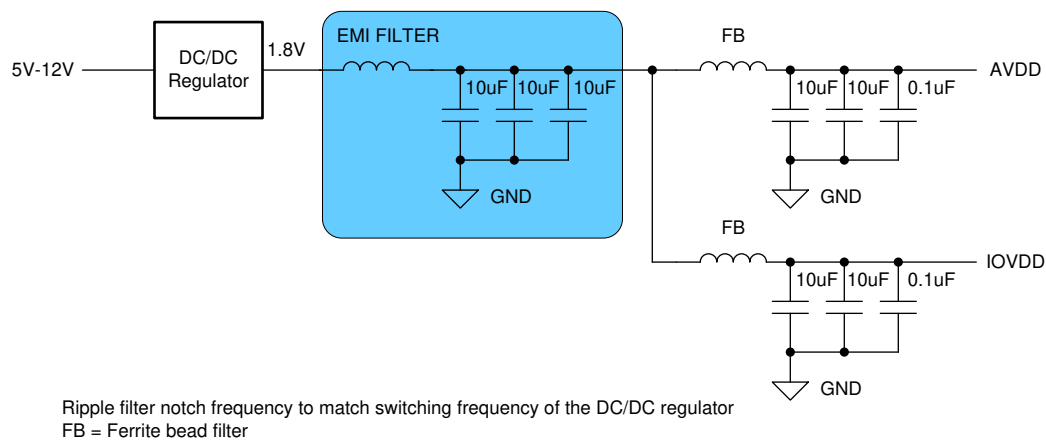 EMI FILTER
FB
DC/DC
Regulator
1.8V
5V-12V
AVDD
10uF 10uF 10uF
10uF 10uF 0.1uF
GND
GND
FB
IOVDD
10uF 10uF 0.1uF
GND
Ripple filter notch frequency to match switching frequency of the DC/DC regulator
FB = Ferrite bead filter